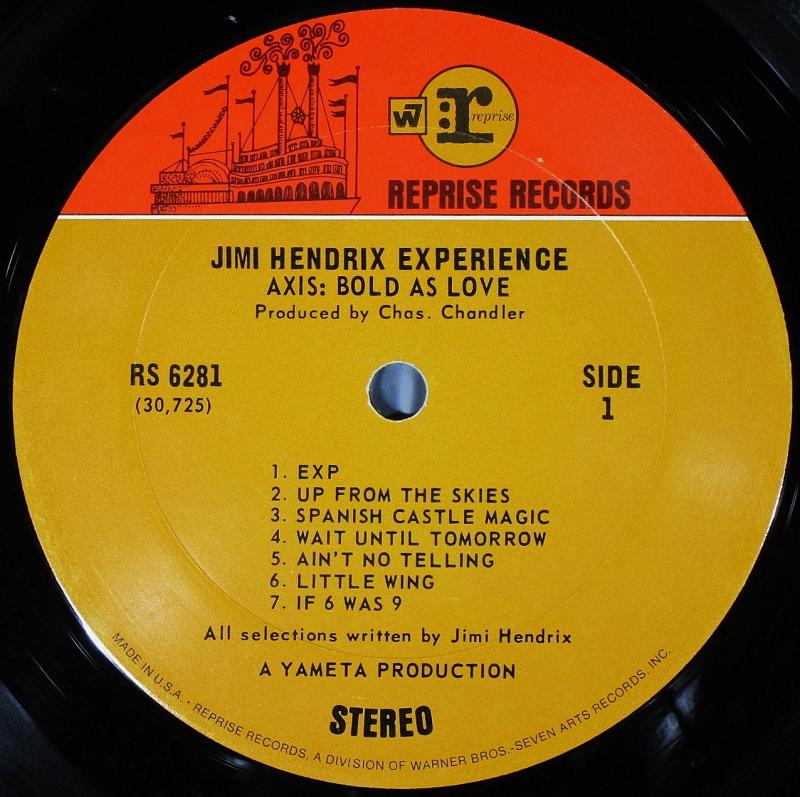 W7 r: reprise
REPRISE RECORDS
JIMI HENDRIX EXPERIENCE
AXIS: BOLD AS LOVE
Produced by Chas. Chandler
RS 6281
(30,725)
SIDE
1
1. EXP
2. UP FROM THE SKIES
3. SPANISH CASTLE MAGIC
4. WAIT UNTIL TOMORROW
5. AIN'T NO TELLING
6. LITTLE WING
7. IF 6 WAS 9
All selections written by Jimi Hendrix
A YAMETA PRODUCTION
STEREO
MADE IN U.S.A. • REPRISE RECORDS, A DIVISION OF WARNER BROS.-SEVEN ARTS RECORDS, INC.